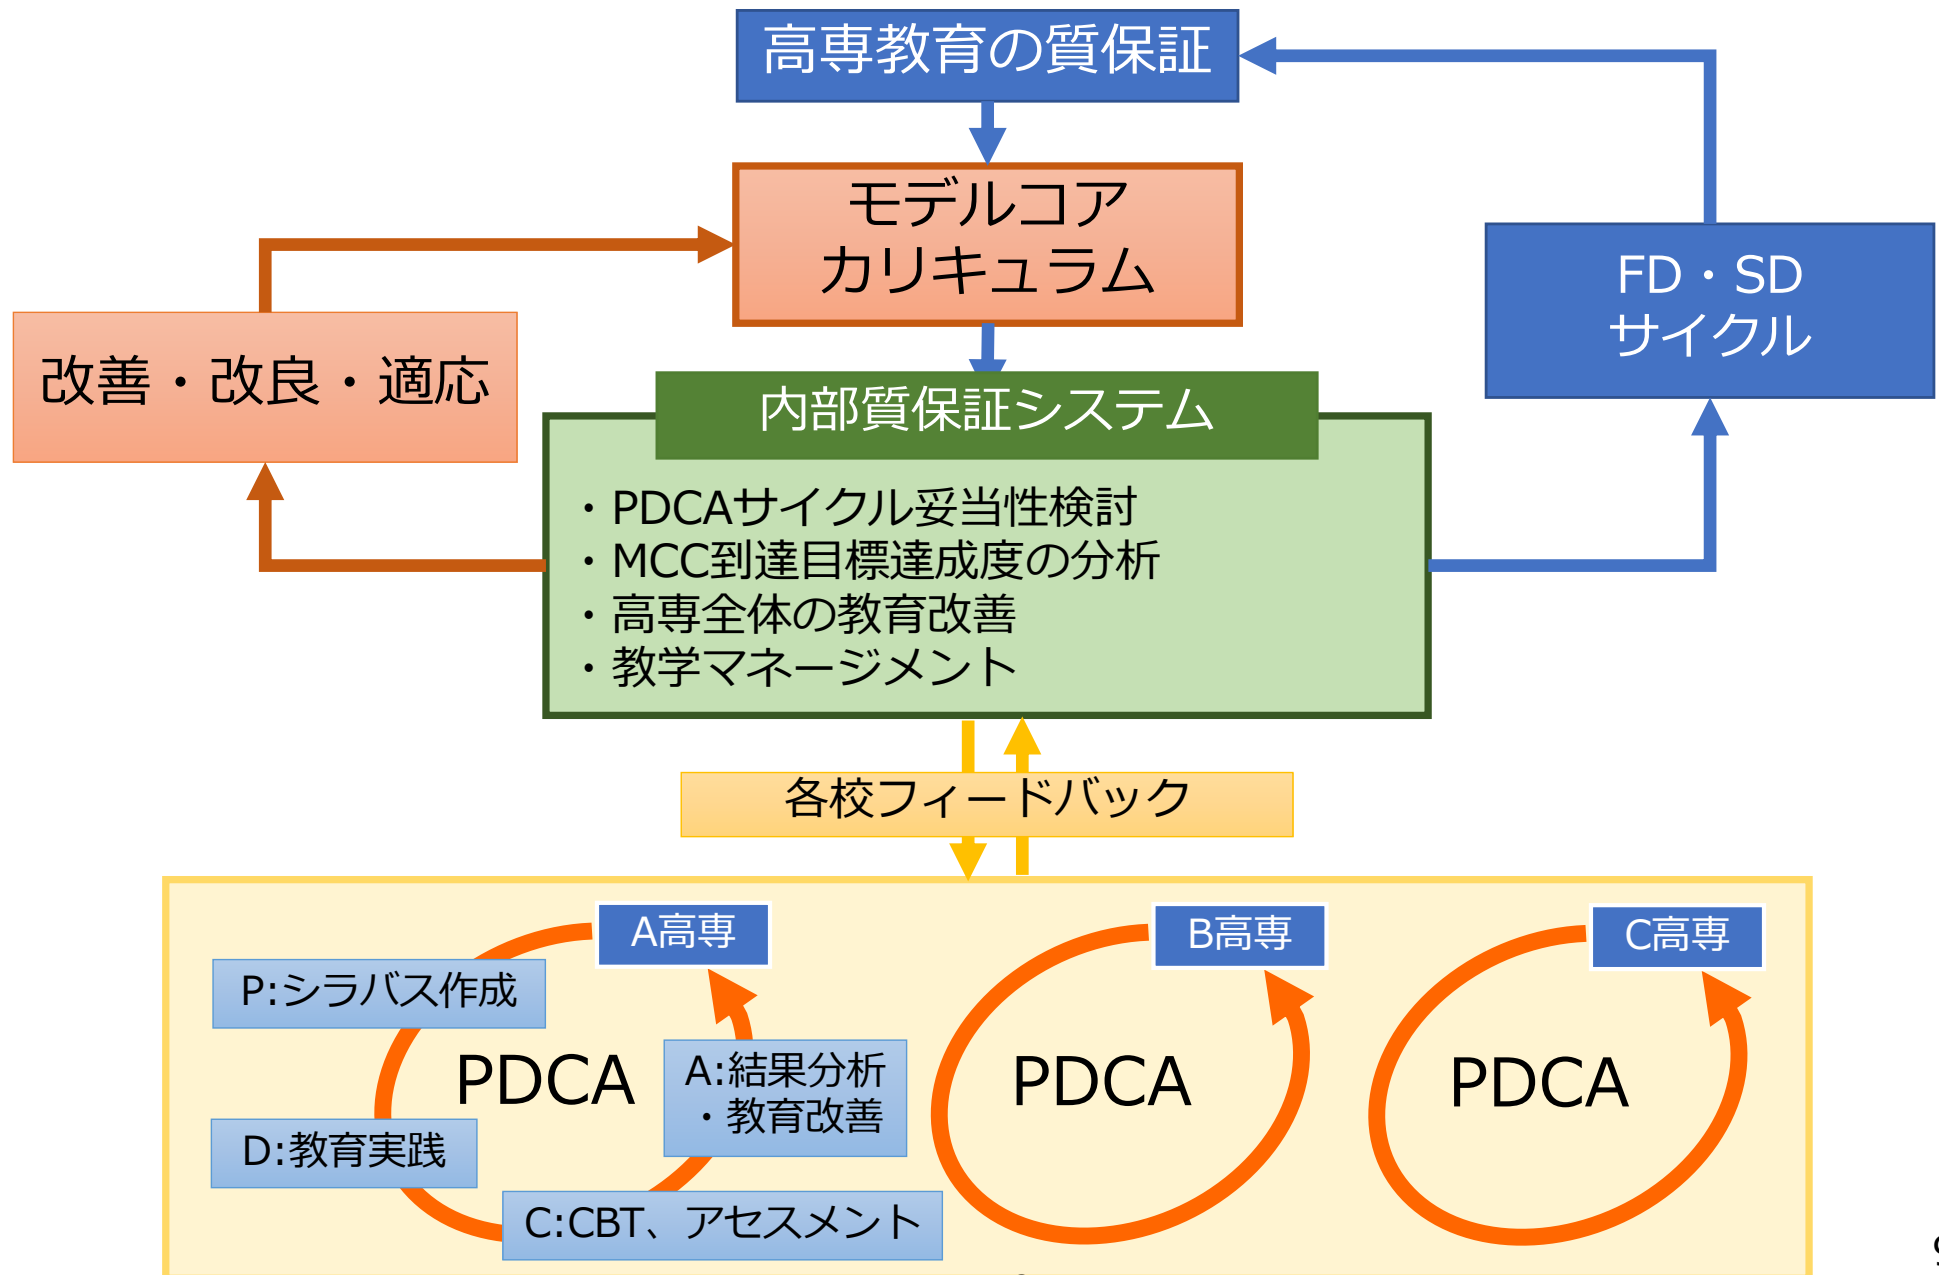 高専教育の質保証
モデルコア
カリキュラム
FD・SD
サイクル
改善・改良・適応
内部質保証システム
・PDCAサイクル妥当性検討
・MCC到達目標達成度の分析
・高専全体の教育改善
・教学マネージメント
各校フィードバック
A高専
B高専
C高専
P:シラバス作成
PDCA
A:結果分析
・教育改善
PDCA
PDCA
D:教育実践
C:CBT、アセスメント